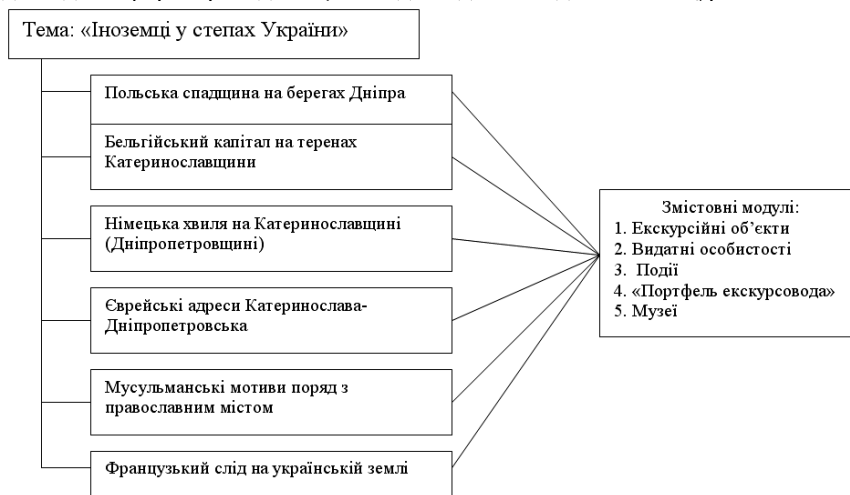 Тема: «Іноземці у степах України»
Польська спадщина на берегах Дніпра
Бельгійський капітал на теренах
Катеринославщини
Німецька хвиля на Катеринославщині
(Дніпропетровщині)
Єврейські адреси Катеринослава-
Дніпропетровська
Мусульманські мотиви поряд з
православним містом
Французький слід на українській землі
Змістовні модулі:
1. Екскурсійні об’єкти
2. Видатні особистості
3. Події
4. «Портфель екскурсовода»
5. Музеї